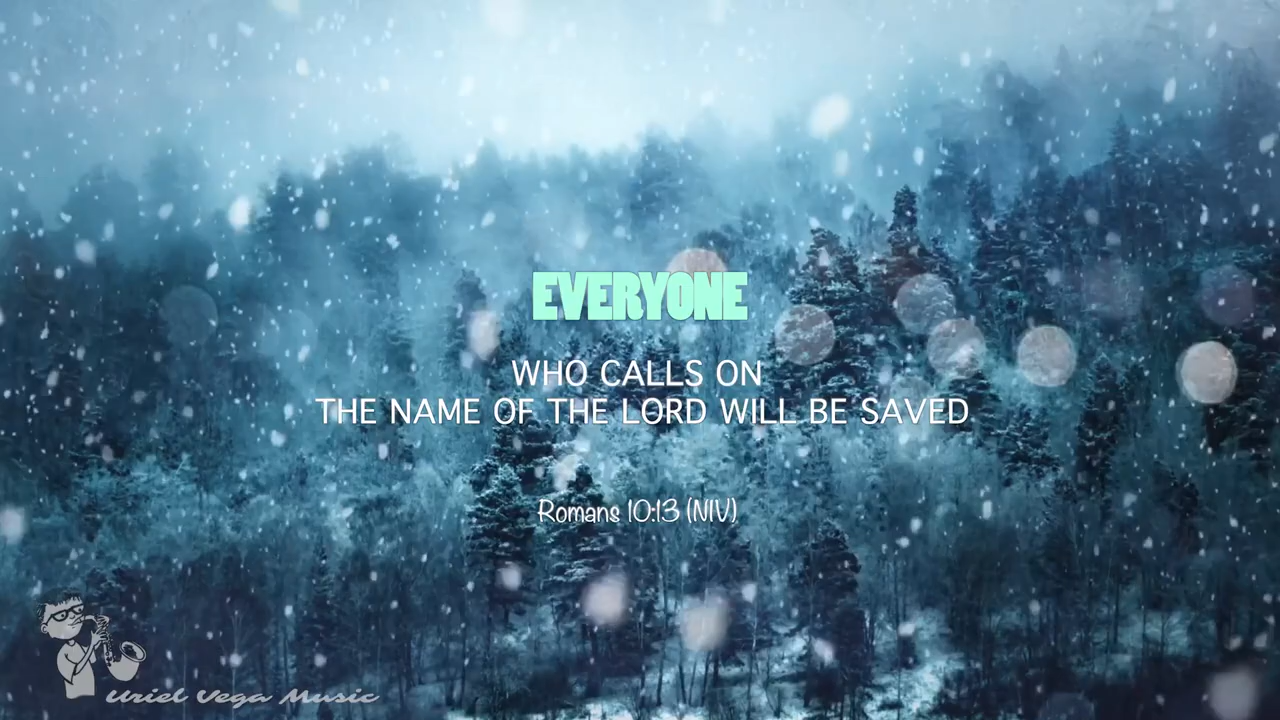 EVERYONE
WHO CALLS ON
THE NAME OF THE LORD WILL BE SAVED
Romans 10:13 (NIV)
Uriel Vega Music